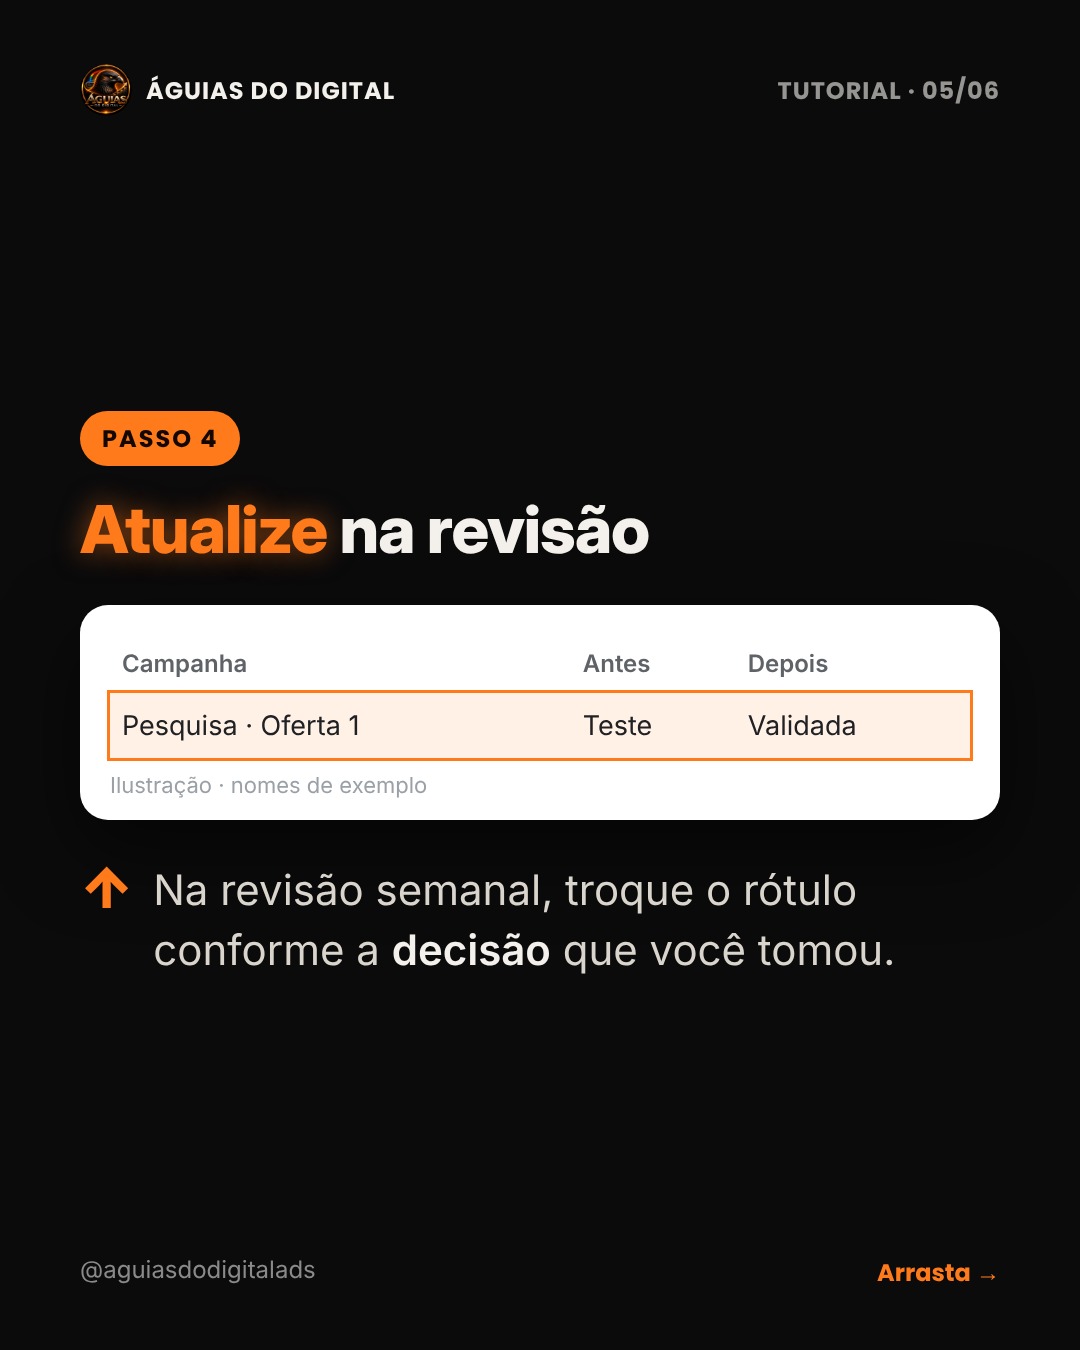 ÁGUIAS
ÁGUIAS DO DIGITAL
TUTORIAL · 05/06
PASSO 4
Atualize na revisão
Campanha Antes Depois
Pesquisa · Oferta 1 Teste Validada
Ilustração · nomes de exemplo
↑ Na revisão semanal, troque o rótulo
conforme a decisão que você tomou.
@aguiasdodigitalads
Arrasta →